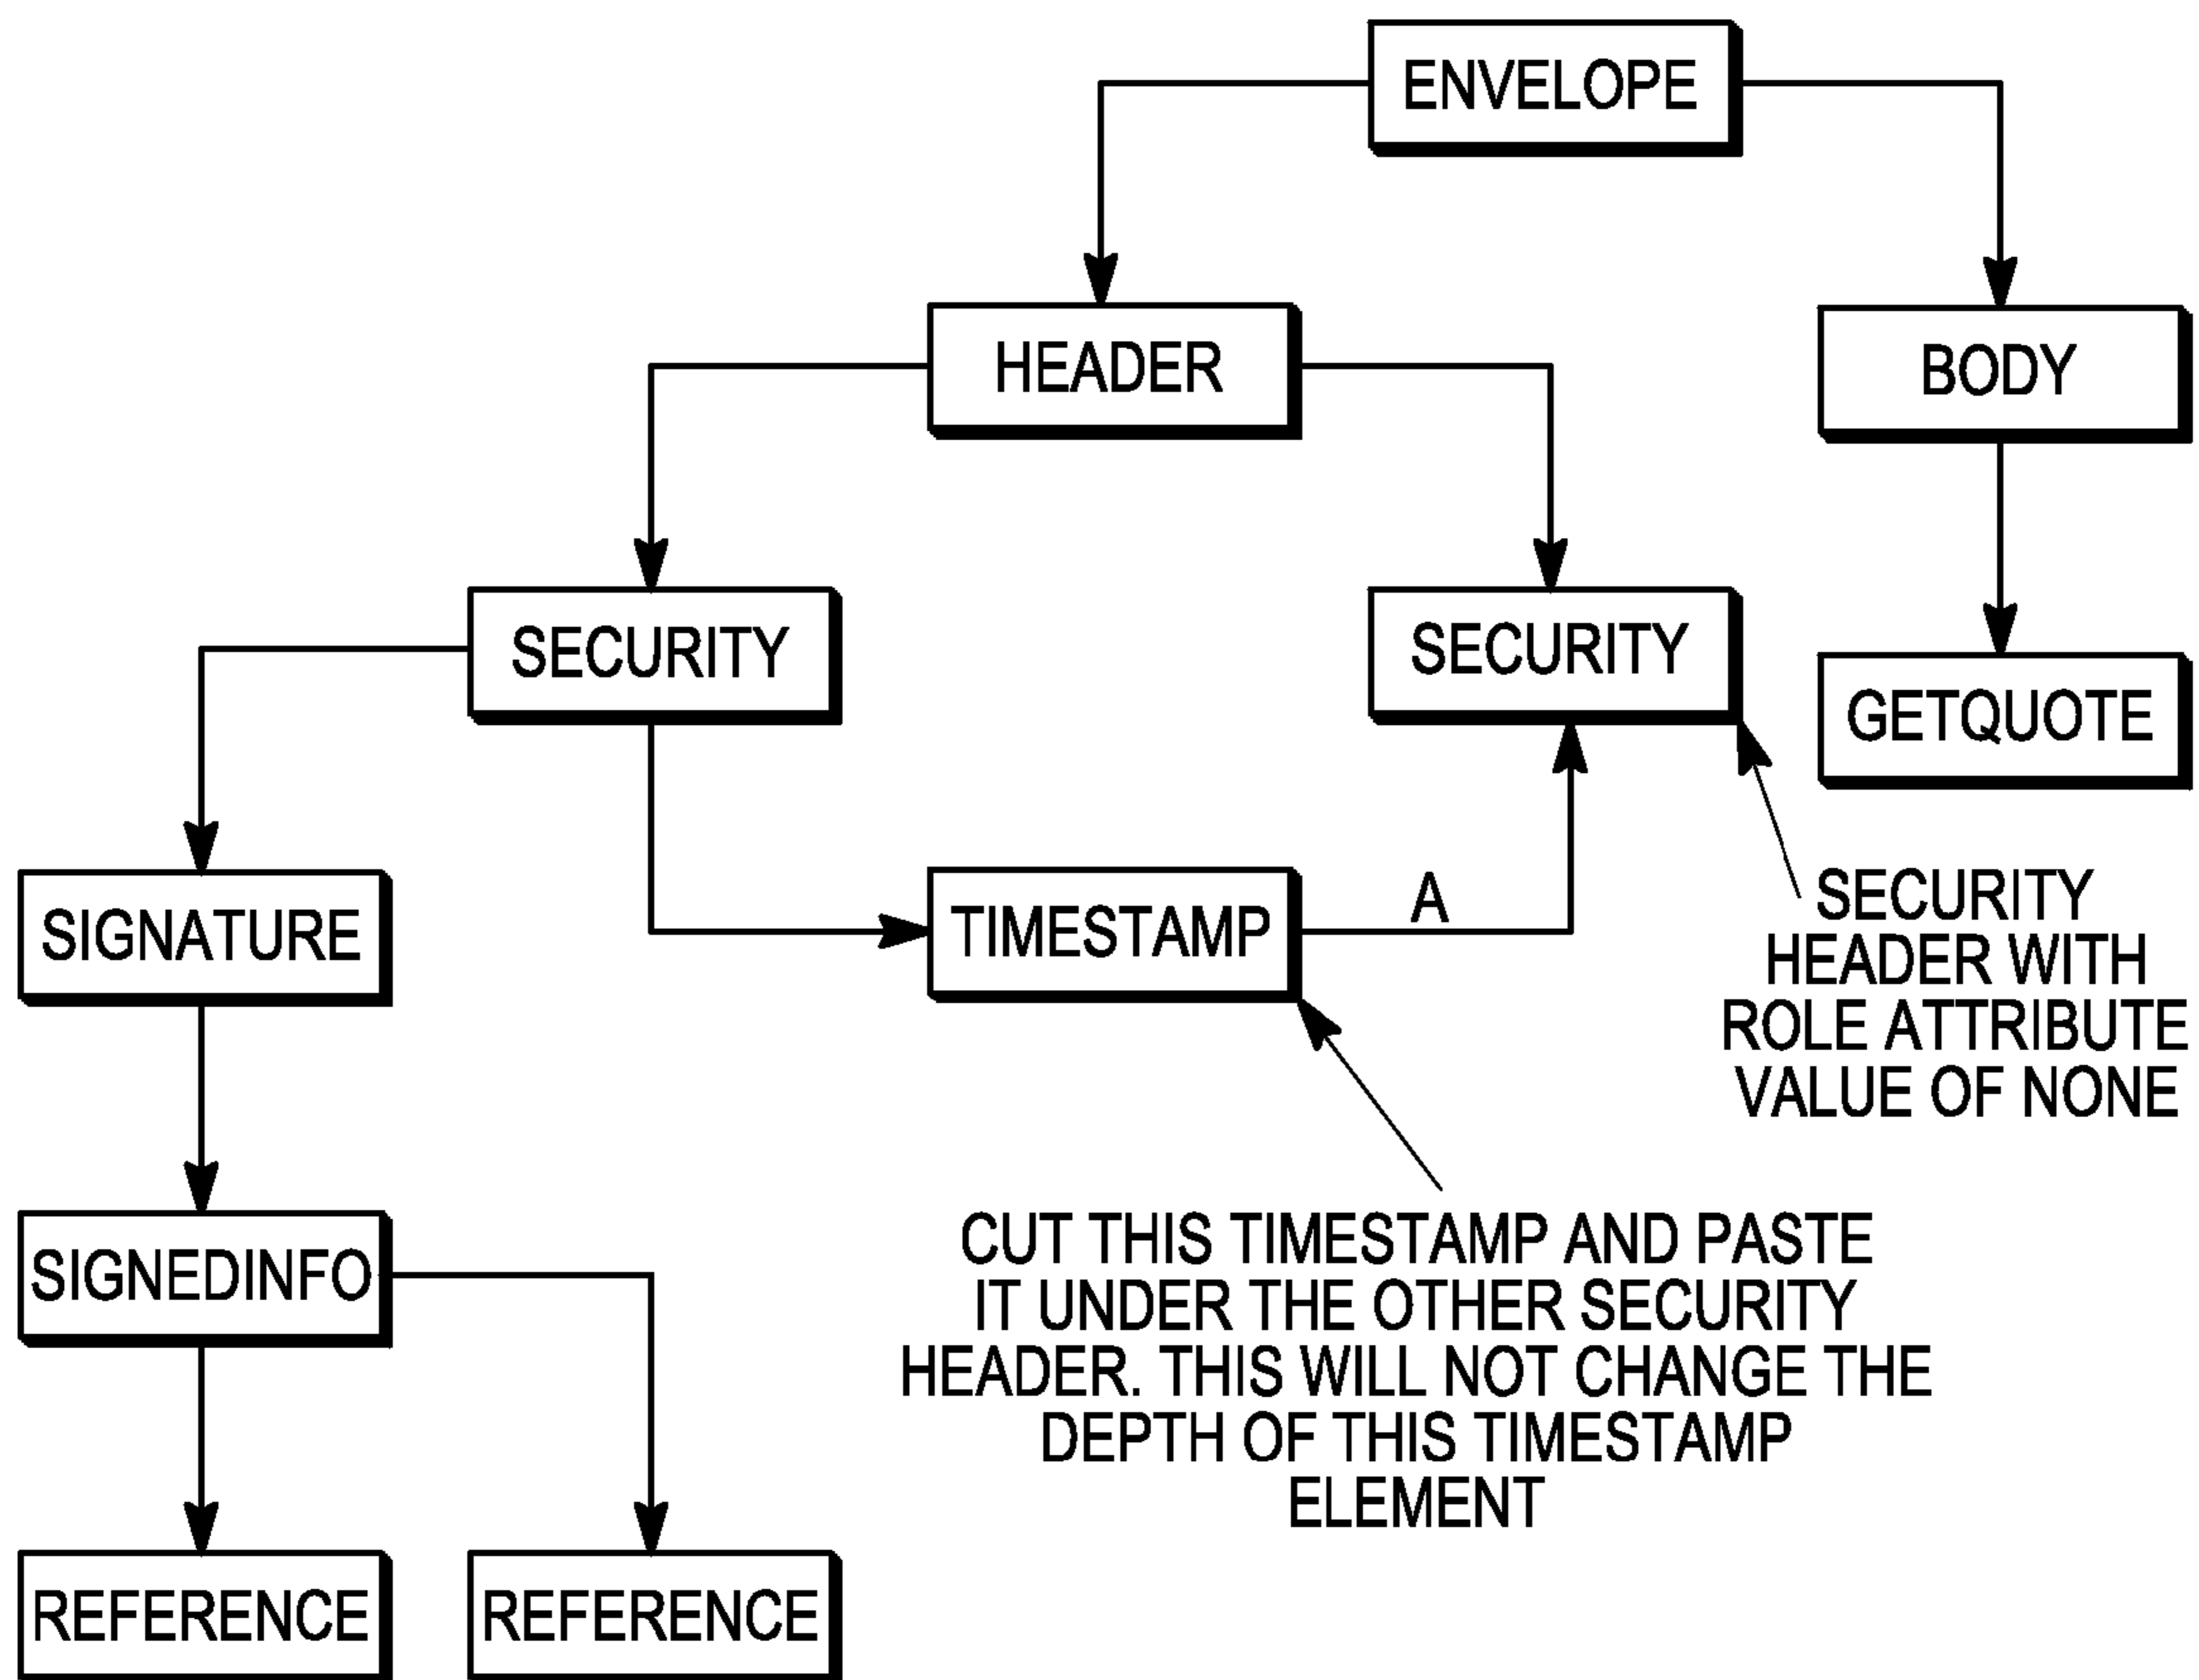 ENVELOPE
HEADER
BODY
SECURITY
SECURITY
GETQUOTE
SIGNATURE
TIMESTAMP
A
SECURITY
HEADER WITH
ROLE ATTRIBUTE
VALUE OF NONE
SIGNEDINFO
CUT THIS TIMESTAMP AND PASTE
IT UNDER THE OTHER SECURITY
HEADER. THIS WILL NOT CHANGE THE
DEPTH OF THIS TIMESTAMP
ELEMENT
REFERENCE
REFERENCE